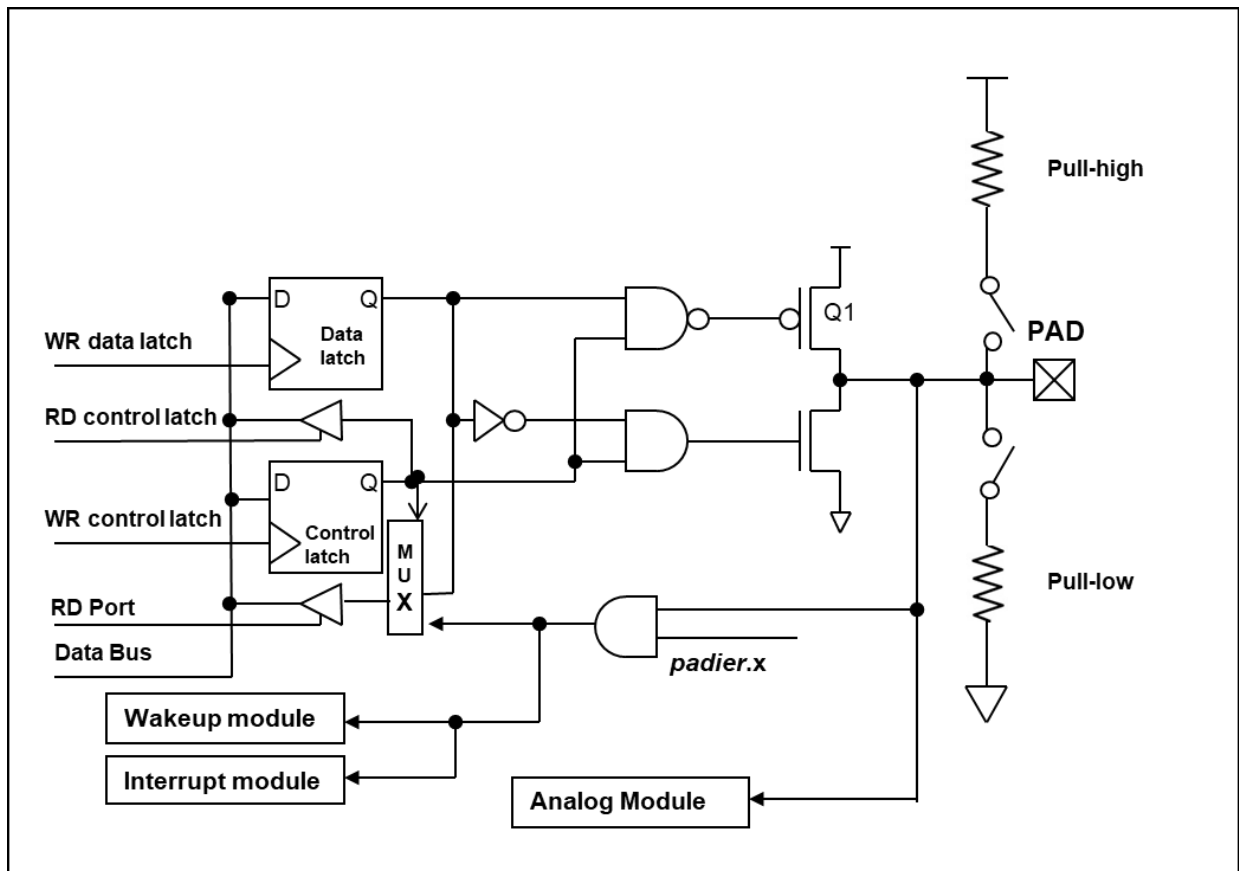 Pull-high
D
Q
Q1
Data
latch
WR data latch
PAD
RD control latch
D
Q
WR control latch
Control
latch
M
U
X
Pull-low
RD Port
Data Bus
padier.x
Wakeup module
Interrupt module
Analog Module